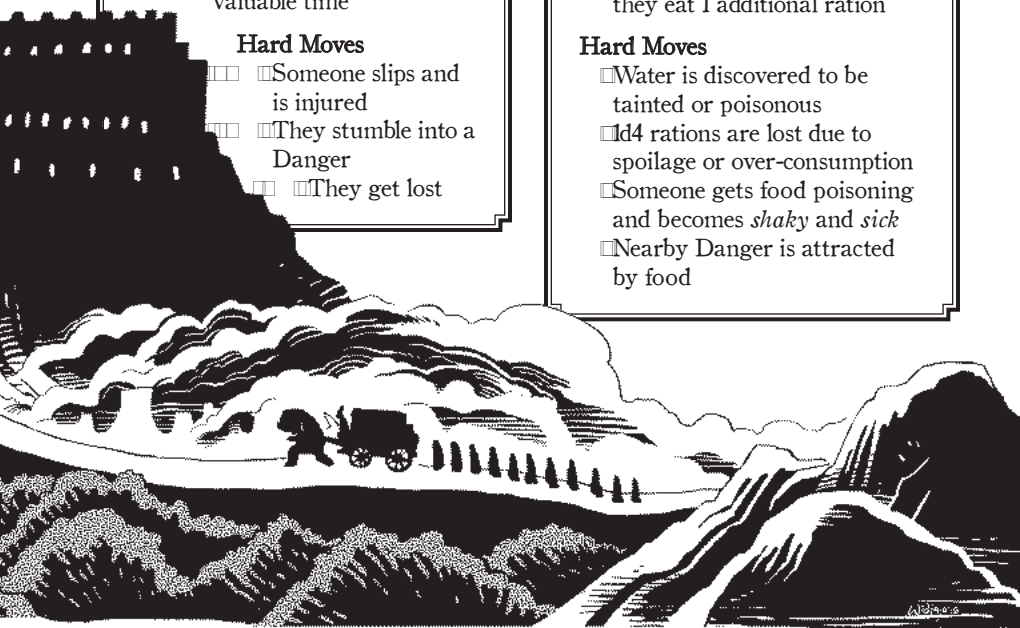 valuable time
Hard Moves
Someone slips and
is injured
They stumble into a
Danger
They get lost
they eat 1 additional ration
Hard Moves
Water is discovered to be
tainted or poisonous
1d4 rations are lost due to
spoilage or over-consumption
Someone gets food poisoning
and becomes shaky and sick
Nearby Danger is attracted
by food